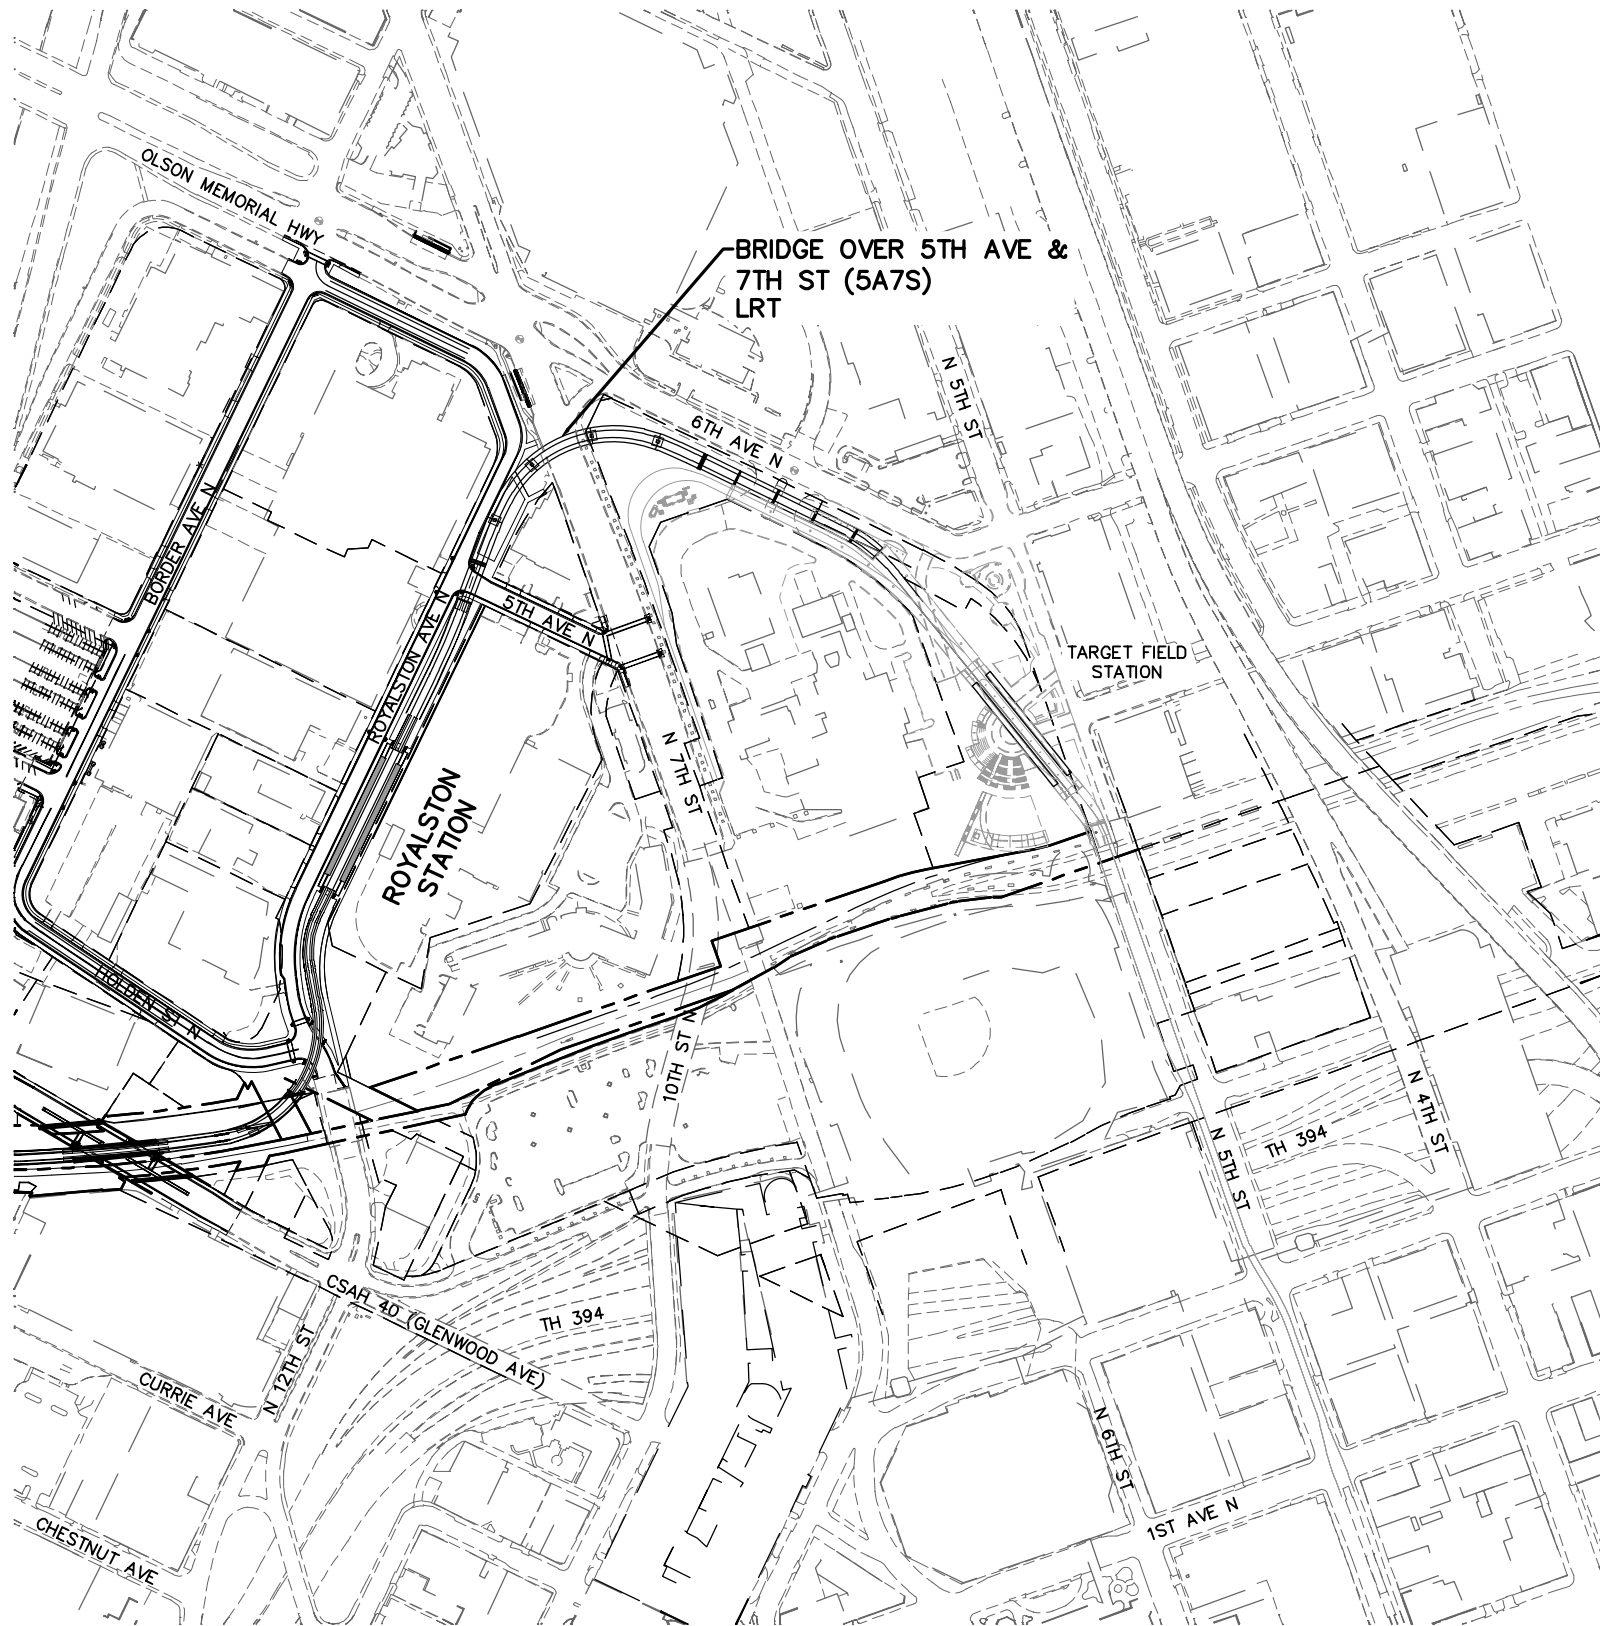 OLSON MEMORIAL HWY
BRIDGE OVER 5TH AVE &
7TH ST (5A7S)
LRT
N 5TH ST
6TH AVE N
BORDER AVE N
ROYALSTON AVE N
5TH AVE N
TARGET FIELD
STATION
N 7TH ST
ROYALSTON
STATION
HOLDEN ST N
10TH ST N
N 4TH ST
TH 394
N 5TH ST
CSAH 40 (GLENWOOD AVE)
TH 394
N 12TH ST
CURRIE AVE
N 6TH ST
1ST AVE N
CHESTNUT AVE